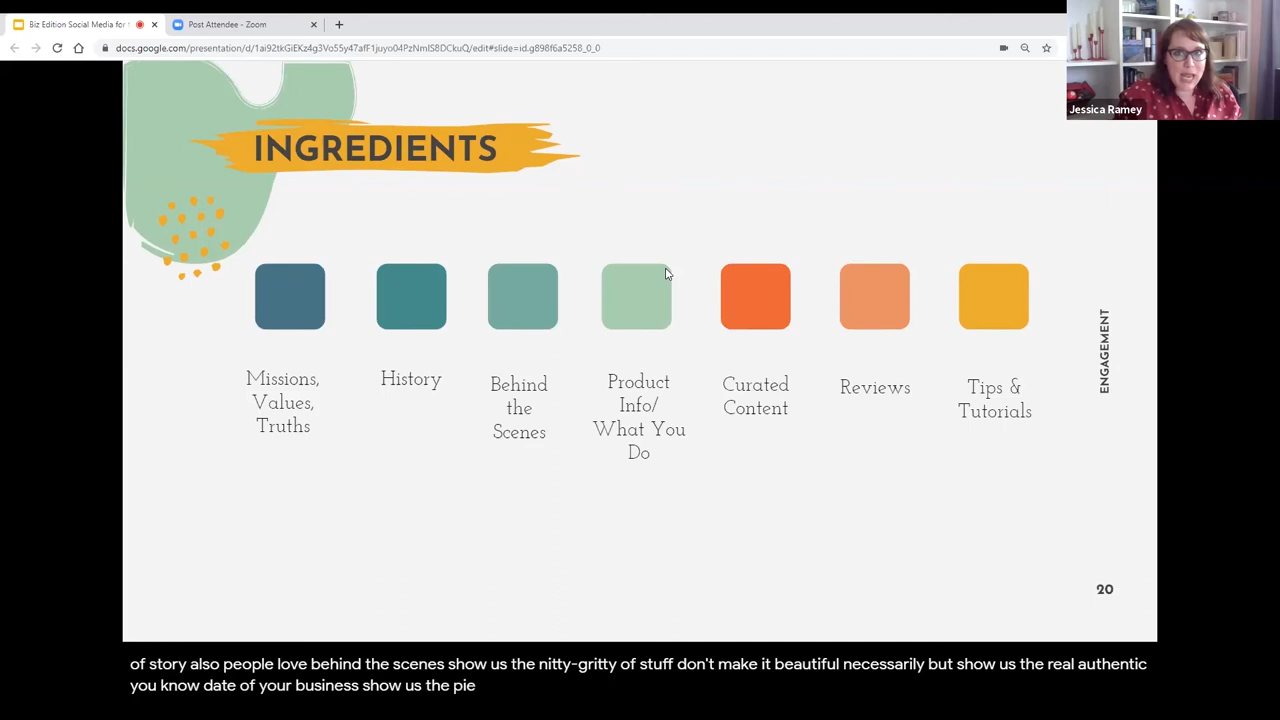 Biz Edition Social Media for
Post Attendee - Zoom
docs.google.com/presentation/d/1ai92tkGiEKz4g3Vo55y47afF1juyo04PzNmIS8DCkuQ/edit#slide=id.g898f6a5258_0_0
Jessica Ramey
INGREDIENTS
Missions,
Values,
Truths
History
Behind
the
Scenes
Product
Info/
What You
Do
Curated
Content
Reviews
Tips &
Tutorials
ENGAGEMENT
20
of story also people love behind the scenes show us the nitty-gritty of stuff don't make it beautiful necessarily but show us the real authentic
you know date of your business show us the pie